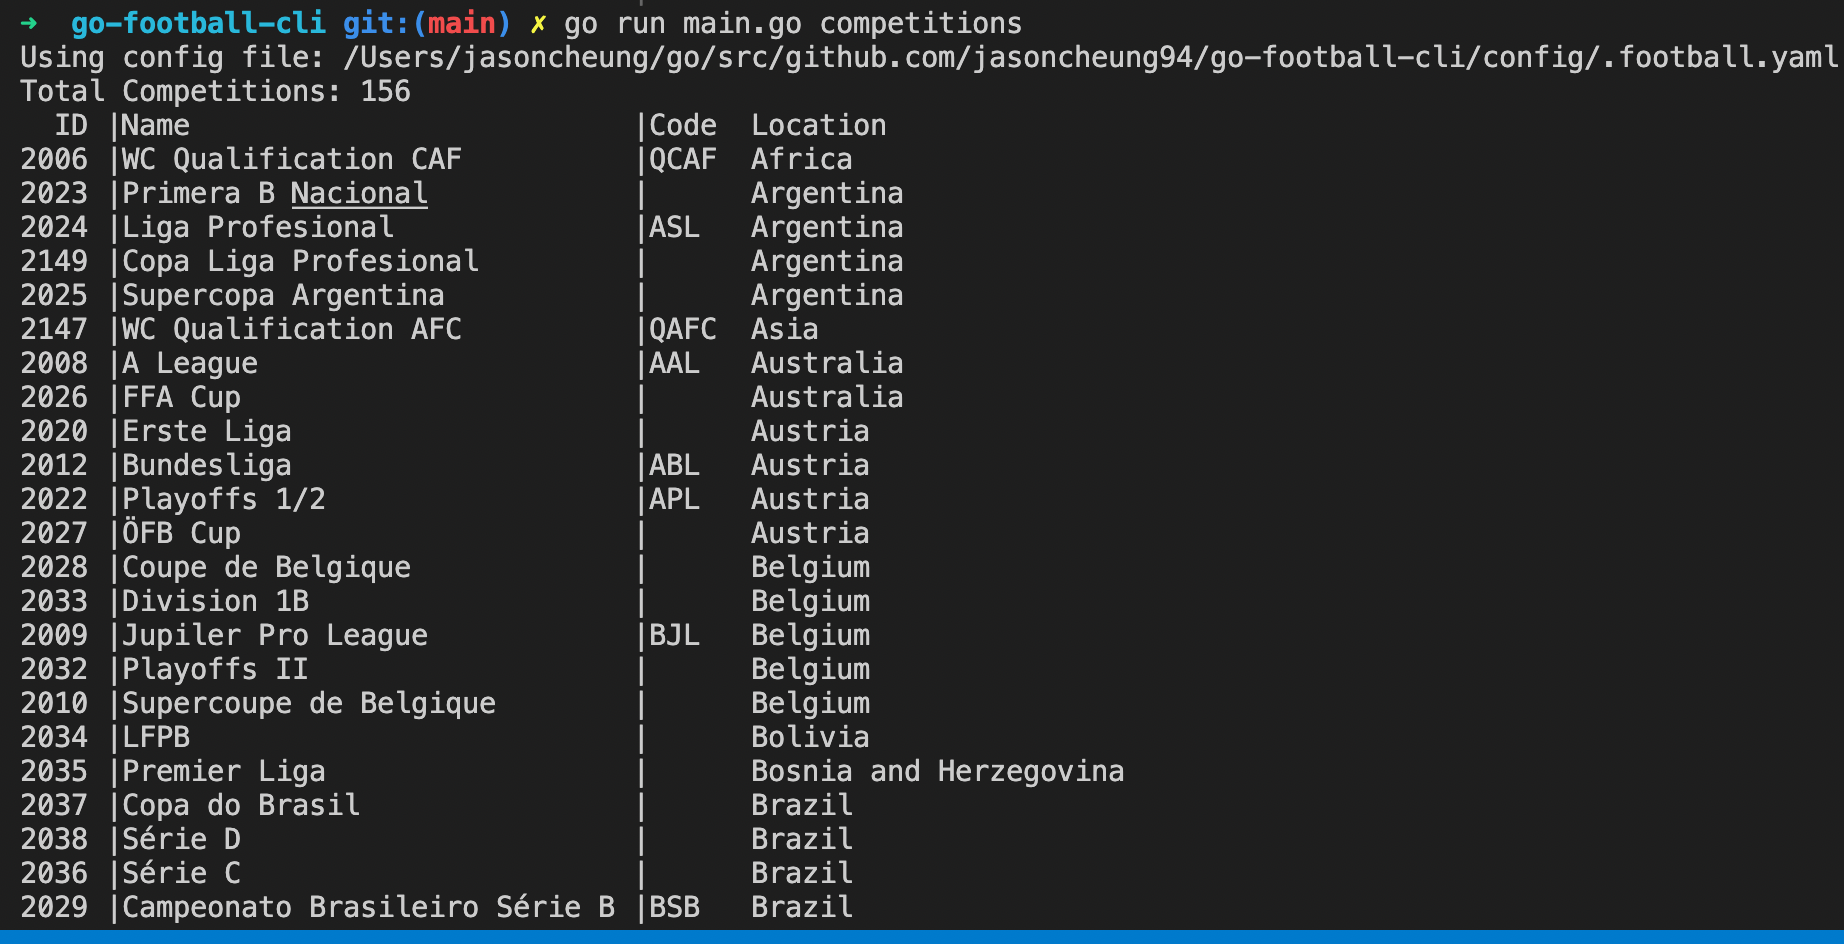 ➜  go-football-cli git:(main) ✗ go run main.go competitions
Using config file: /Users/jasoncheung/go/src/github.com/jasoncheung94/go-football-cli/config/.football.yaml
Total Competitions: 156
  ID |Name                          |Code  Location
2006 |WC Qualification CAF          |QCAF  Africa
2023 |Primera B Nacional            |      Argentina
2024 |Liga Profesional              |ASL   Argentina
2149 |Copa Liga Profesional         |      Argentina
2025 |Supercopa Argentina           |      Argentina
2147 |WC Qualification AFC          |QAFC  Asia
2008 |A League                      |AAL   Australia
2026 |FFA Cup                       |      Australia
2020 |Erste Liga                    |      Austria
2012 |Bundesliga                    |ABL   Austria
2022 |Playoffs 1/2                  |APL   Austria
2027 |ÖFB Cup                       |      Austria
2028 |Coupe de Belgique             |      Belgium
2033 |Division 1B                   |      Belgium
2009 |Jupiler Pro League            |BJL   Belgium
2032 |Playoffs II                   |      Belgium
2010 |Supercoupe de Belgique        |      Belgium
2034 |LFPB                          |      Bolivia
2035 |Premier Liga                  |      Bosnia and Herzegovina
2037 |Copa do Brasil                |      Brazil
2038 |Série D                       |      Brazil
2036 |Série C                       |      Brazil
2029 |Campeonato Brasileiro Série B |BSB   Brazil